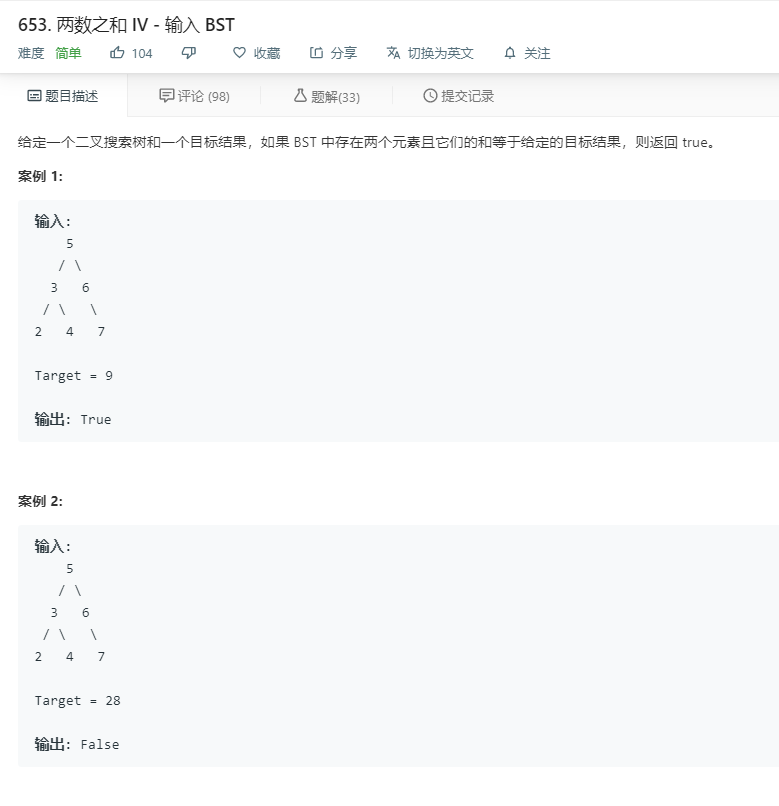 653. 两数之和 IV - 输入 BST
难度 简单 104 收藏 分享 切换为英文 关注
题目描述 评论 (98) 题解(33) 提交记录
给定一个二叉搜索树和一个目标结果，如果 BST 中存在两个元素且它们的和等于给定的目标结果，则返回 true。
案例 1:
输入:
5
/ \
3 6
/ \ \
2 4 7
Target = 9
输出: True
案例 2:
输入:
5
/ \
3 6
/ \ \
2 4 7
Target = 28
输出: False